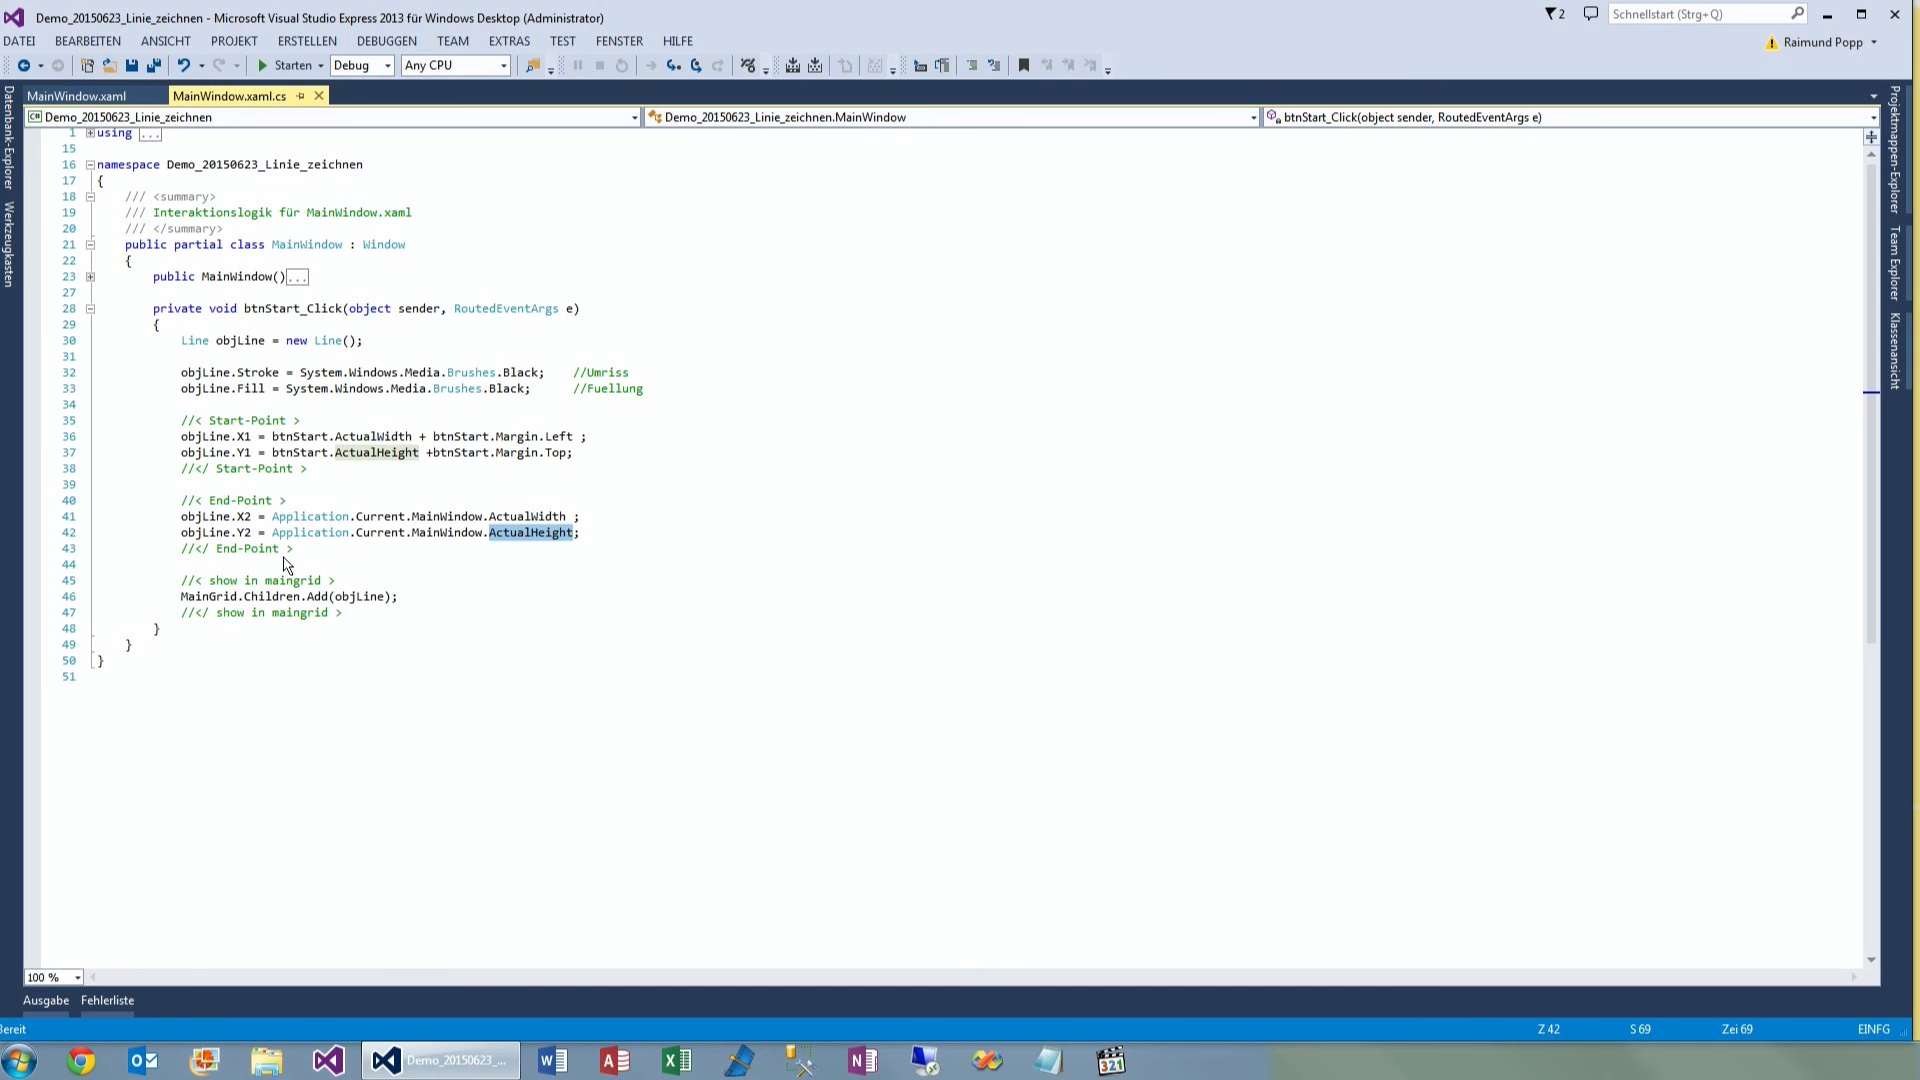 Demo_20150623_Linie_zeichnen - Microsoft Visual Studio Express 2013 für Windows Desktop (Administrator)
2
Schnellstart (Strg+Q)
DATEI BEARBEITEN ANSICHT PROJEKT ERSTELLEN DEBUGGEN TEAM EXTRAS TEST FENSTER HILFE
Raimund Popp
Starten Debug Any CPU
MainWindow.xaml MainWindow.xaml.cs
Demo_20150623_Linie_zeichnen Demo_20150623_Linie_zeichnen.MainWindow btnStart_Click(object sender, RoutedEventArgs e)
Datenbank-Explorer
Werkzeugkasten
Projektmappen-Explorer
Team Explorer
Klassenansicht
1 using ...
15
16 namespace Demo_20150623_Linie_zeichnen
17 {
18 /// <summary>
19 /// Interaktionslogik für MainWindow.xaml
20 /// </summary>
21 public partial class MainWindow : Window
22 {
23 public MainWindow()...
27
28 private void btnStart_Click(object sender, RoutedEventArgs e)
29 {
30 Line objLine = new Line();
31
32 objLine.Stroke = System.Windows.Media.Brushes.Black; //Umriss
33 objLine.Fill = System.Windows.Media.Brushes.Black; //Fuellung
34
35 //< Start-Point >
36 objLine.X1 = btnStart.ActualWidth + btnStart.Margin.Left ;
37 objLine.Y1 = btnStart.ActualHeight +btnStart.Margin.Top;
38 //</ Start-Point >
39
40 //< End-Point >
41 objLine.X2 = Application.Current.MainWindow.ActualWidth ;
42 objLine.Y2 = Application.Current.MainWindow.ActualHeight;
43 //</ End-Point >
44
45 //< show in maingrid >
46 MainGrid.Children.Add(objLine);
47 //</ show in maingrid >
48 }
49 }
50 }
51
100 %
Ausgabe Fehlerliste
Bereit Z 42 S 69 Zei 69 EINFG
Demo_20150623_...
321